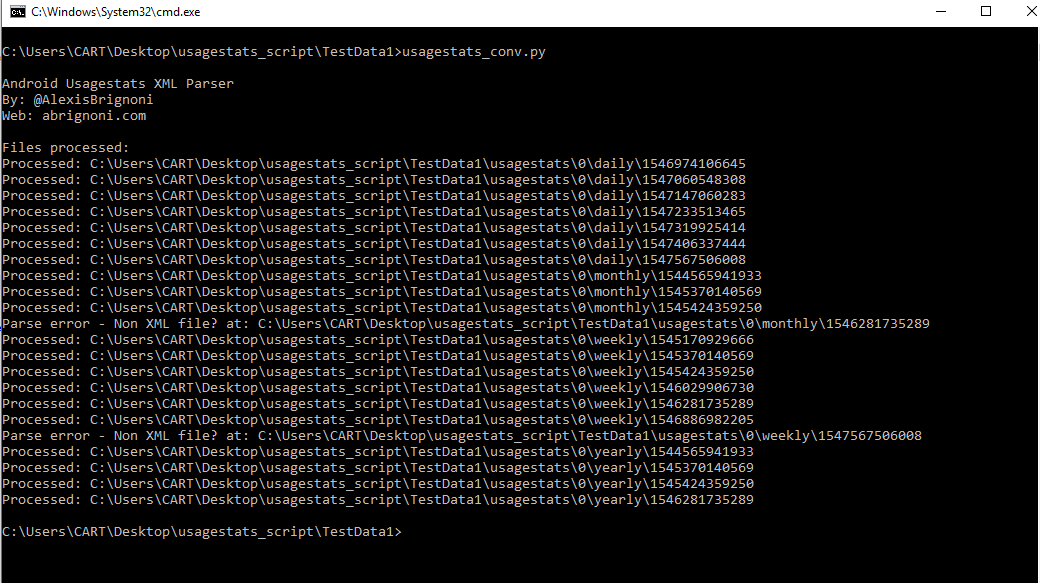 C:\Windows\System32\cmd.exe
C:\Users\CART\Desktop\usagestats_script\TestData1>usagestats_conv.py
Android Usagestats XML Parser
By: @AlexisBrignoni
Web: abrignoni.com
Files processed:
Processed: C:\Users\CART\Desktop\usagestats_script\TestData1\usagestats\0\daily\1546974106645
Processed: C:\Users\CART\Desktop\usagestats_script\TestData1\usagestats\0\daily\1547060548308
Processed: C:\Users\CART\Desktop\usagestats_script\TestData1\usagestats\0\daily\1547147060283
Processed: C:\Users\CART\Desktop\usagestats_script\TestData1\usagestats\0\daily\1547233513465
Processed: C:\Users\CART\Desktop\usagestats_script\TestData1\usagestats\0\daily\1547319925414
Processed: C:\Users\CART\Desktop\usagestats_script\TestData1\usagestats\0\daily\1547406337444
Processed: C:\Users\CART\Desktop\usagestats_script\TestData1\usagestats\0\daily\1547567506008
Processed: C:\Users\CART\Desktop\usagestats_script\TestData1\usagestats\0\monthly\1544565941933
Processed: C:\Users\CART\Desktop\usagestats_script\TestData1\usagestats\0\monthly\1545370140569
Processed: C:\Users\CART\Desktop\usagestats_script\TestData1\usagestats\0\monthly\1545424359250
Parse error - Non XML file? at: C:\Users\CART\Desktop\usagestats_script\TestData1\usagestats\0\monthly\1546281735289
Processed: C:\Users\CART\Desktop\usagestats_script\TestData1\usagestats\0\weekly\1545170929666
Processed: C:\Users\CART\Desktop\usagestats_script\TestData1\usagestats\0\weekly\1545370140569
Processed: C:\Users\CART\Desktop\usagestats_script\TestData1\usagestats\0\weekly\1545424359250
Processed: C:\Users\CART\Desktop\usagestats_script\TestData1\usagestats\0\weekly\1546029906730
Processed: C:\Users\CART\Desktop\usagestats_script\TestData1\usagestats\0\weekly\1546281735289
Processed: C:\Users\CART\Desktop\usagestats_script\TestData1\usagestats\0\weekly\1546886982205
Parse error - Non XML file? at: C:\Users\CART\Desktop\usagestats_script\TestData1\usagestats\0\weekly\1547567506008
Processed: C:\Users\CART\Desktop\usagestats_script\TestData1\usagestats\0\yearly\1544565941933
Processed: C:\Users\CART\Desktop\usagestats_script\TestData1\usagestats\0\yearly\1545370140569
Processed: C:\Users\CART\Desktop\usagestats_script\TestData1\usagestats\0\yearly\1545424359250
Processed: C:\Users\CART\Desktop\usagestats_script\TestData1\usagestats\0\yearly\1546281735289
C:\Users\CART\Desktop\usagestats_script\TestData1>